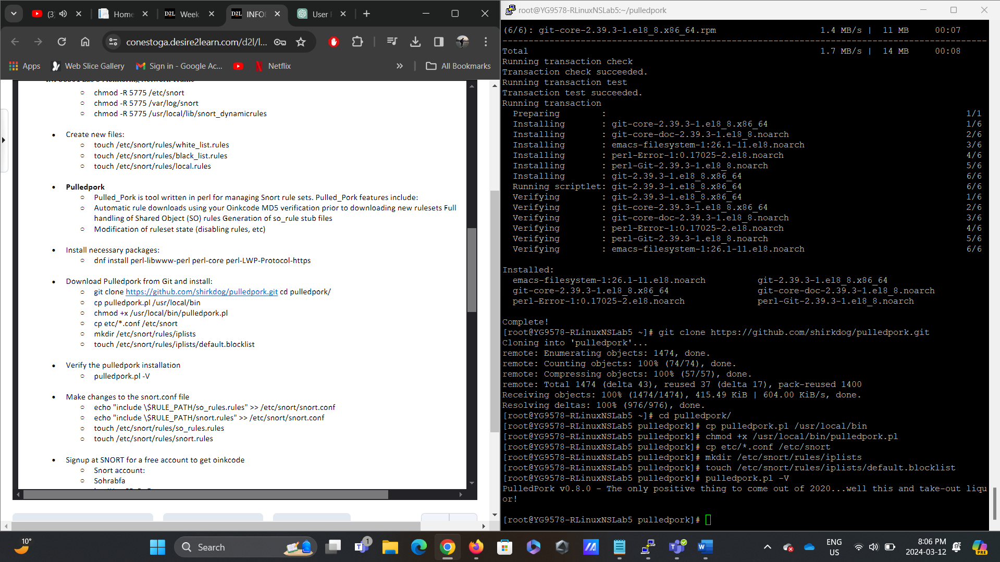 (3)
Home
Week
INFO8
User I
conestoga.desire2learn.com/d2l/l...
Apps
Web Slice Gallery
Sign in - Google Ac...
Netflix
»
All Bookmarks
chmod -R 5775 /etc/snort
chmod -R 5775 /var/log/snort
chmod -R 5775 /usr/local/lib/snort_dynamicrules
Create new files:
touch /etc/snort/rules/white_list.rules
touch /etc/snort/rules/black_list.rules
touch /etc/snort/rules/local.rules
Pulledpork
Pulled_Pork is tool written in perl for managing Snort rule sets. Pulled_Pork features include:
Automatic rule downloads using your Oinkcode MD5 verification prior to downloading new rulesets Full
handling of Shared Object (SO) rules Generation of so_rule stub files
Modification of ruleset state (disabling rules, etc)
Install necessary packages:
dnf install perl-libwww-perl perl-core perl-LWP-Protocol-https
Download Pulledpork from Git and install:
git clone https://github.com/shirkdog/pulledpork.git cd pulledpork/
cp pulledpork.pl /usr/local/bin
chmod +x /usr/local/bin/pulledpork.pl
cp etc/*.conf /etc/snort
mkdir /etc/snort/rules/iplists
touch /etc/snort/rules/iplists/default.blocklist
Verify the pulledpork installation
pulledpork.pl -V
Make changes to the snort.conf file
echo "include \$RULE_PATH/so_rules.rules" >> /etc/snort/snort.conf
echo "include \$RULE_PATH/snort.rules" >> /etc/snort/snort.conf
touch /etc/snort/rules/so_rules.rules
touch /etc/snort/rules/snort.rules
Signup at SNORT for a free account to get oinkcode
Snort account:
Sohrabfa
root@YG9578-RLinuxNSLab5:~/pulledpork
(6/6): git-core-2.39.3-1.el8_8.x86_64.rpm 1.4 MB/s | 11 MB 00:07
--------------------------------------------------------------------------------
Total 1.7 MB/s | 14 MB 00:08
Running transaction check
Transaction check succeeded.
Running transaction test
Transaction test succeeded.
Running transaction
Preparing : 1/1
Installing : git-core-2.39.3-1.el8_8.x86_64 1/6
Installing : git-core-doc-2.39.3-1.el8_8.noarch 2/6
Installing : emacs-filesystem-1:26.1-11.el8.noarch 3/6
Installing : perl-Error-1:0.17025-2.el8.noarch 4/6
Installing : perl-Git-2.39.3-1.el8_8.noarch 5/6
Installing : git-2.39.3-1.el8_8.x86_64 6/6
Running scriptlet: git-2.39.3-1.el8_8.x86_64 6/6
Verifying : git-2.39.3-1.el8_8.x86_64 1/6
Verifying : git-core-2.39.3-1.el8_8.x86_64 2/6
Verifying : git-core-doc-2.39.3-1.el8_8.noarch 3/6
Verifying : perl-Error-1:0.17025-2.el8.noarch 4/6
Verifying : perl-Git-2.39.3-1.el8_8.noarch 5/6
Verifying : emacs-filesystem-1:26.1-11.el8.noarch 6/6
Installed:
emacs-filesystem-1:26.1-11.el8.noarch git-2.39.3-1.el8_8.x86_64
git-core-2.39.3-1.el8_8.x86_64 git-core-doc-2.39.3-1.el8_8.noarch
perl-Error-1:0.17025-2.el8.noarch perl-Git-2.39.3-1.el8_8.noarch
Complete!
[root@YG9578-RLinuxNSLab5 ~]# git clone https://github.com/shirkdog/pulledpork.git
Cloning into 'pulledpork'...
remote: Enumerating objects: 1474, done.
remote: Counting objects: 100% (74/74), done.
remote: Compressing objects: 100% (57/57), done.
remote: Total 1474 (delta 43), reused 37 (delta 17), pack-reused 1400
Receiving objects: 100% (1474/1474), 415.49 KiB | 604.00 KiB/s, done.
Resolving deltas: 100% (976/976), done.
[root@YG9578-RLinuxNSLab5 ~]# cd pulledpork/
[root@YG9578-RLinuxNSLab5 pulledpork]# cp pulledpork.pl /usr/local/bin
[root@YG9578-RLinuxNSLab5 pulledpork]# chmod +x /usr/local/bin/pulledpork.pl
[root@YG9578-RLinuxNSLab5 pulledpork]# cp etc/*.conf /etc/snort
[root@YG9578-RLinuxNSLab5 pulledpork]# mkdir /etc/snort/rules/iplists
[root@YG9578-RLinuxNSLab5 pulledpork]# touch /etc/snort/rules/iplists/default.blocklist
[root@YG9578-RLinuxNSLab5 pulledpork]# pulledpork.pl -V
PulledPork v0.8.0 - The only positive thing to come out of 2020...well this and take-out liqu
or!
[root@YG9578-RLinuxNSLab5 pulledpork]#
10°
Search
1
ENG
US
8:06 PM
2024-03-12
PRE